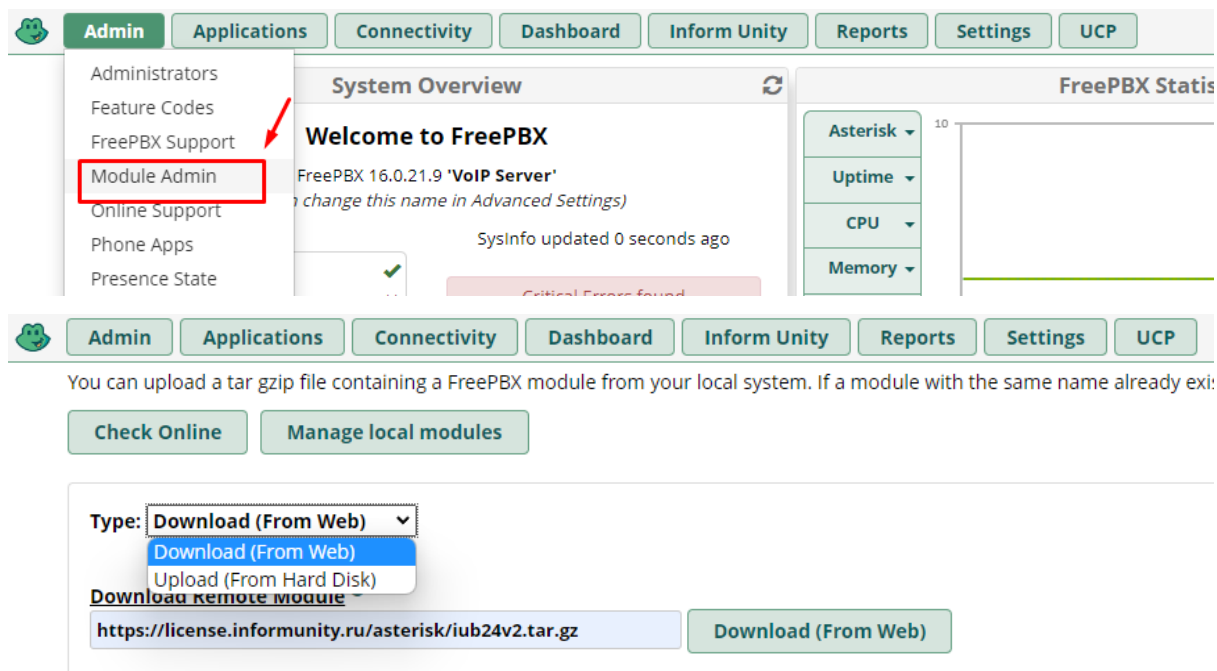 Admin Applications Connectivity Dashboard Inform Unity Reports Settings UCP
Administrators
Feature Codes
FreePBX Support
Module Admin
Online Support
Phone Apps
Presence State
System Overview
Welcome to FreePBX
FreePBX 16.0.21.9 'VoIP Server'
change this name in Advanced Settings)
SysInfo updated 0 seconds ago
Critical Errors found
FreePBX Statis
Asterisk
Uptime
CPU
Memory
10
Admin Applications Connectivity Dashboard Inform Unity Reports Settings UCP
You can upload a tar gzip file containing a FreePBX module from your local system. If a module with the same name already exi
Check Online Manage local modules
Type: Download (From Web)
Download (From Web)
Upload (From Hard Disk)
Download Remote Module
https://license.informunity.ru/asterisk/iub24v2.tar.gz Download (From Web)